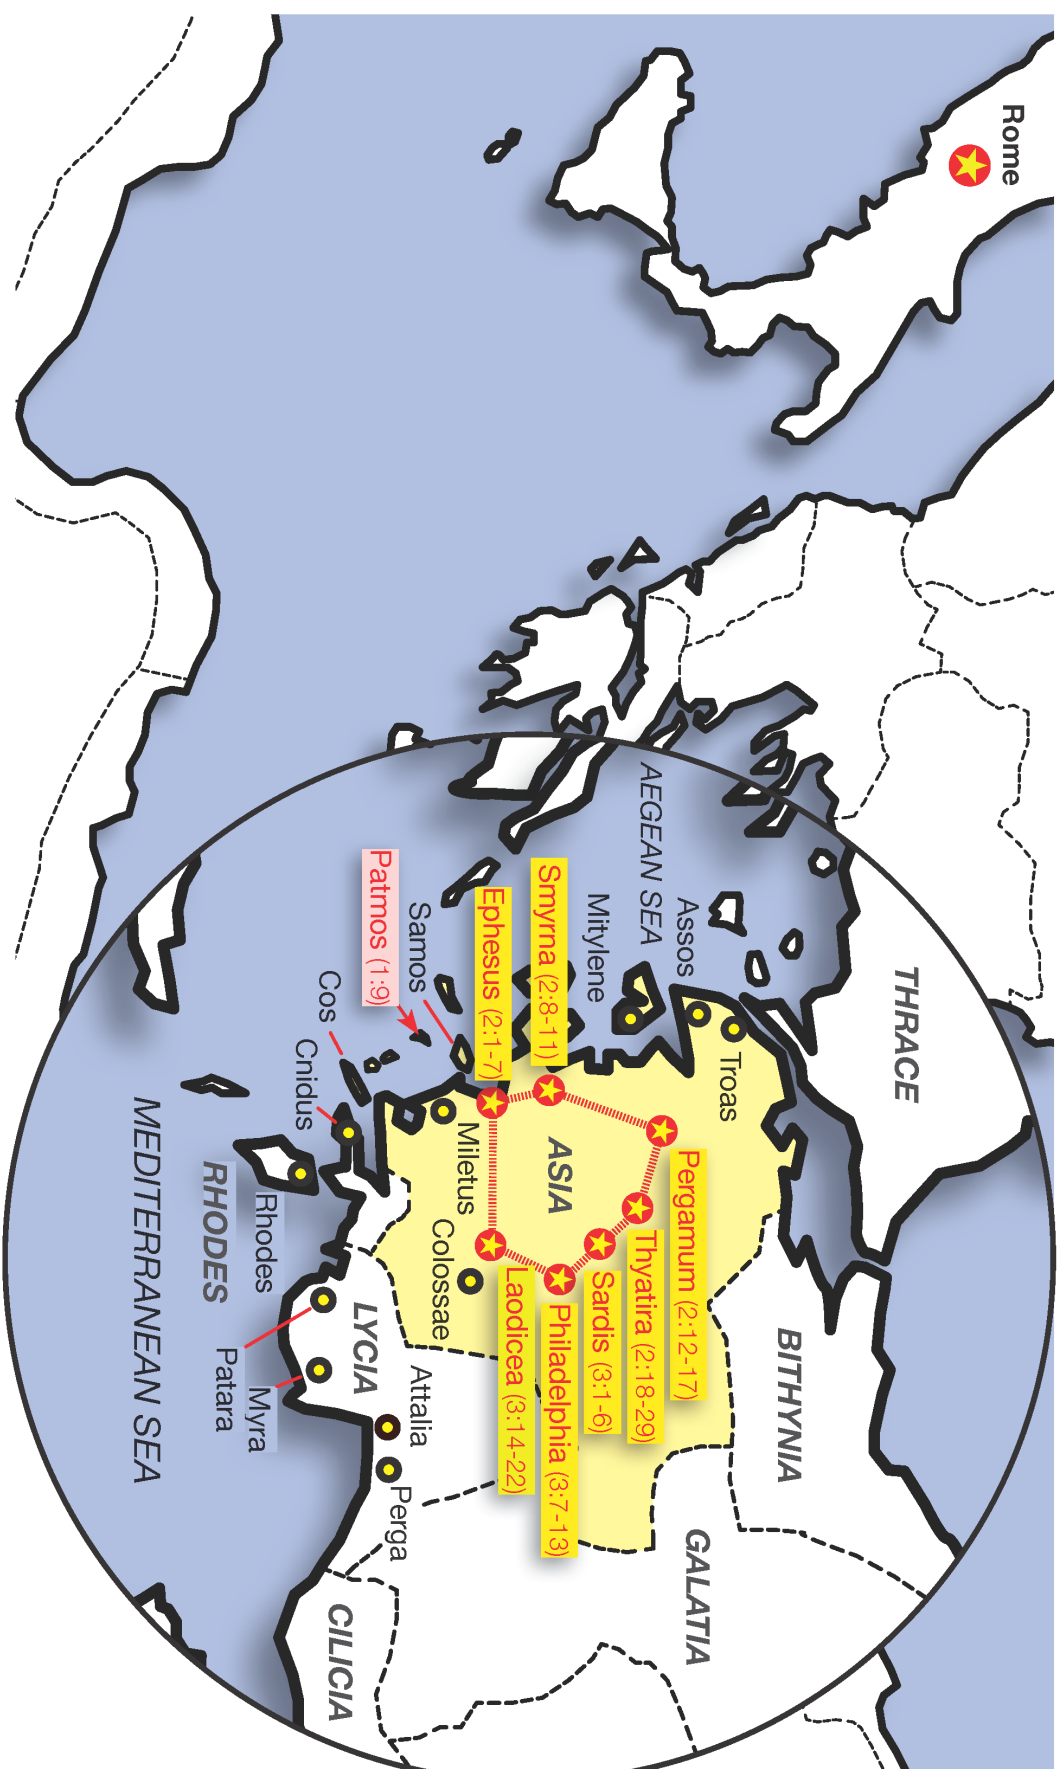 Rome
THRACE
BITHYNIA
GALATIA
AEGEAN SEA
Assos
Troas
Mitylene
Pergamum (2:12-17)
Thyatira (2:18-29)
Sardis (3:1-6)
Philadelphia (3:7-13)
Laodicea (3:14-22)
Smyrna (2:8-11)
Ephesus (2:1-7)
ASIA
Samos
Patmos (1:9)
Miletus
Colossae
Cos
Cnidus
LYCIA
Attalia
Perga
CILICIA
Rhodes
RHODES
Myra
Patara
MEDITERRANEAN SEA